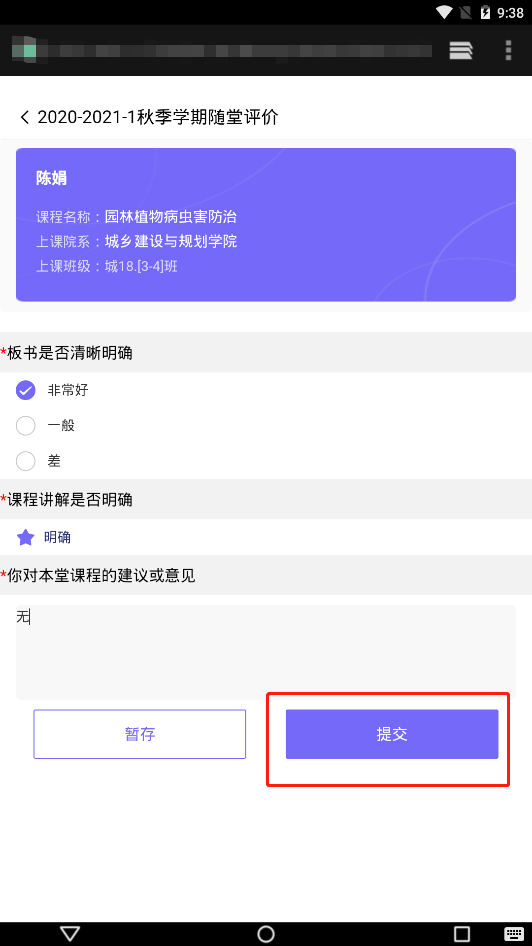 9:38
2020-2021-1秋季学期随堂评价
陈娟
课程名称：园林植物病虫害防治
上课院系：城乡建设与规划学院
上课班级：城18.[3-4]班
*板书是否清晰明确
非常好
一般
差
*课程讲解是否明确
明确
*你对本堂课程的建议或意见
无
暂存
提交